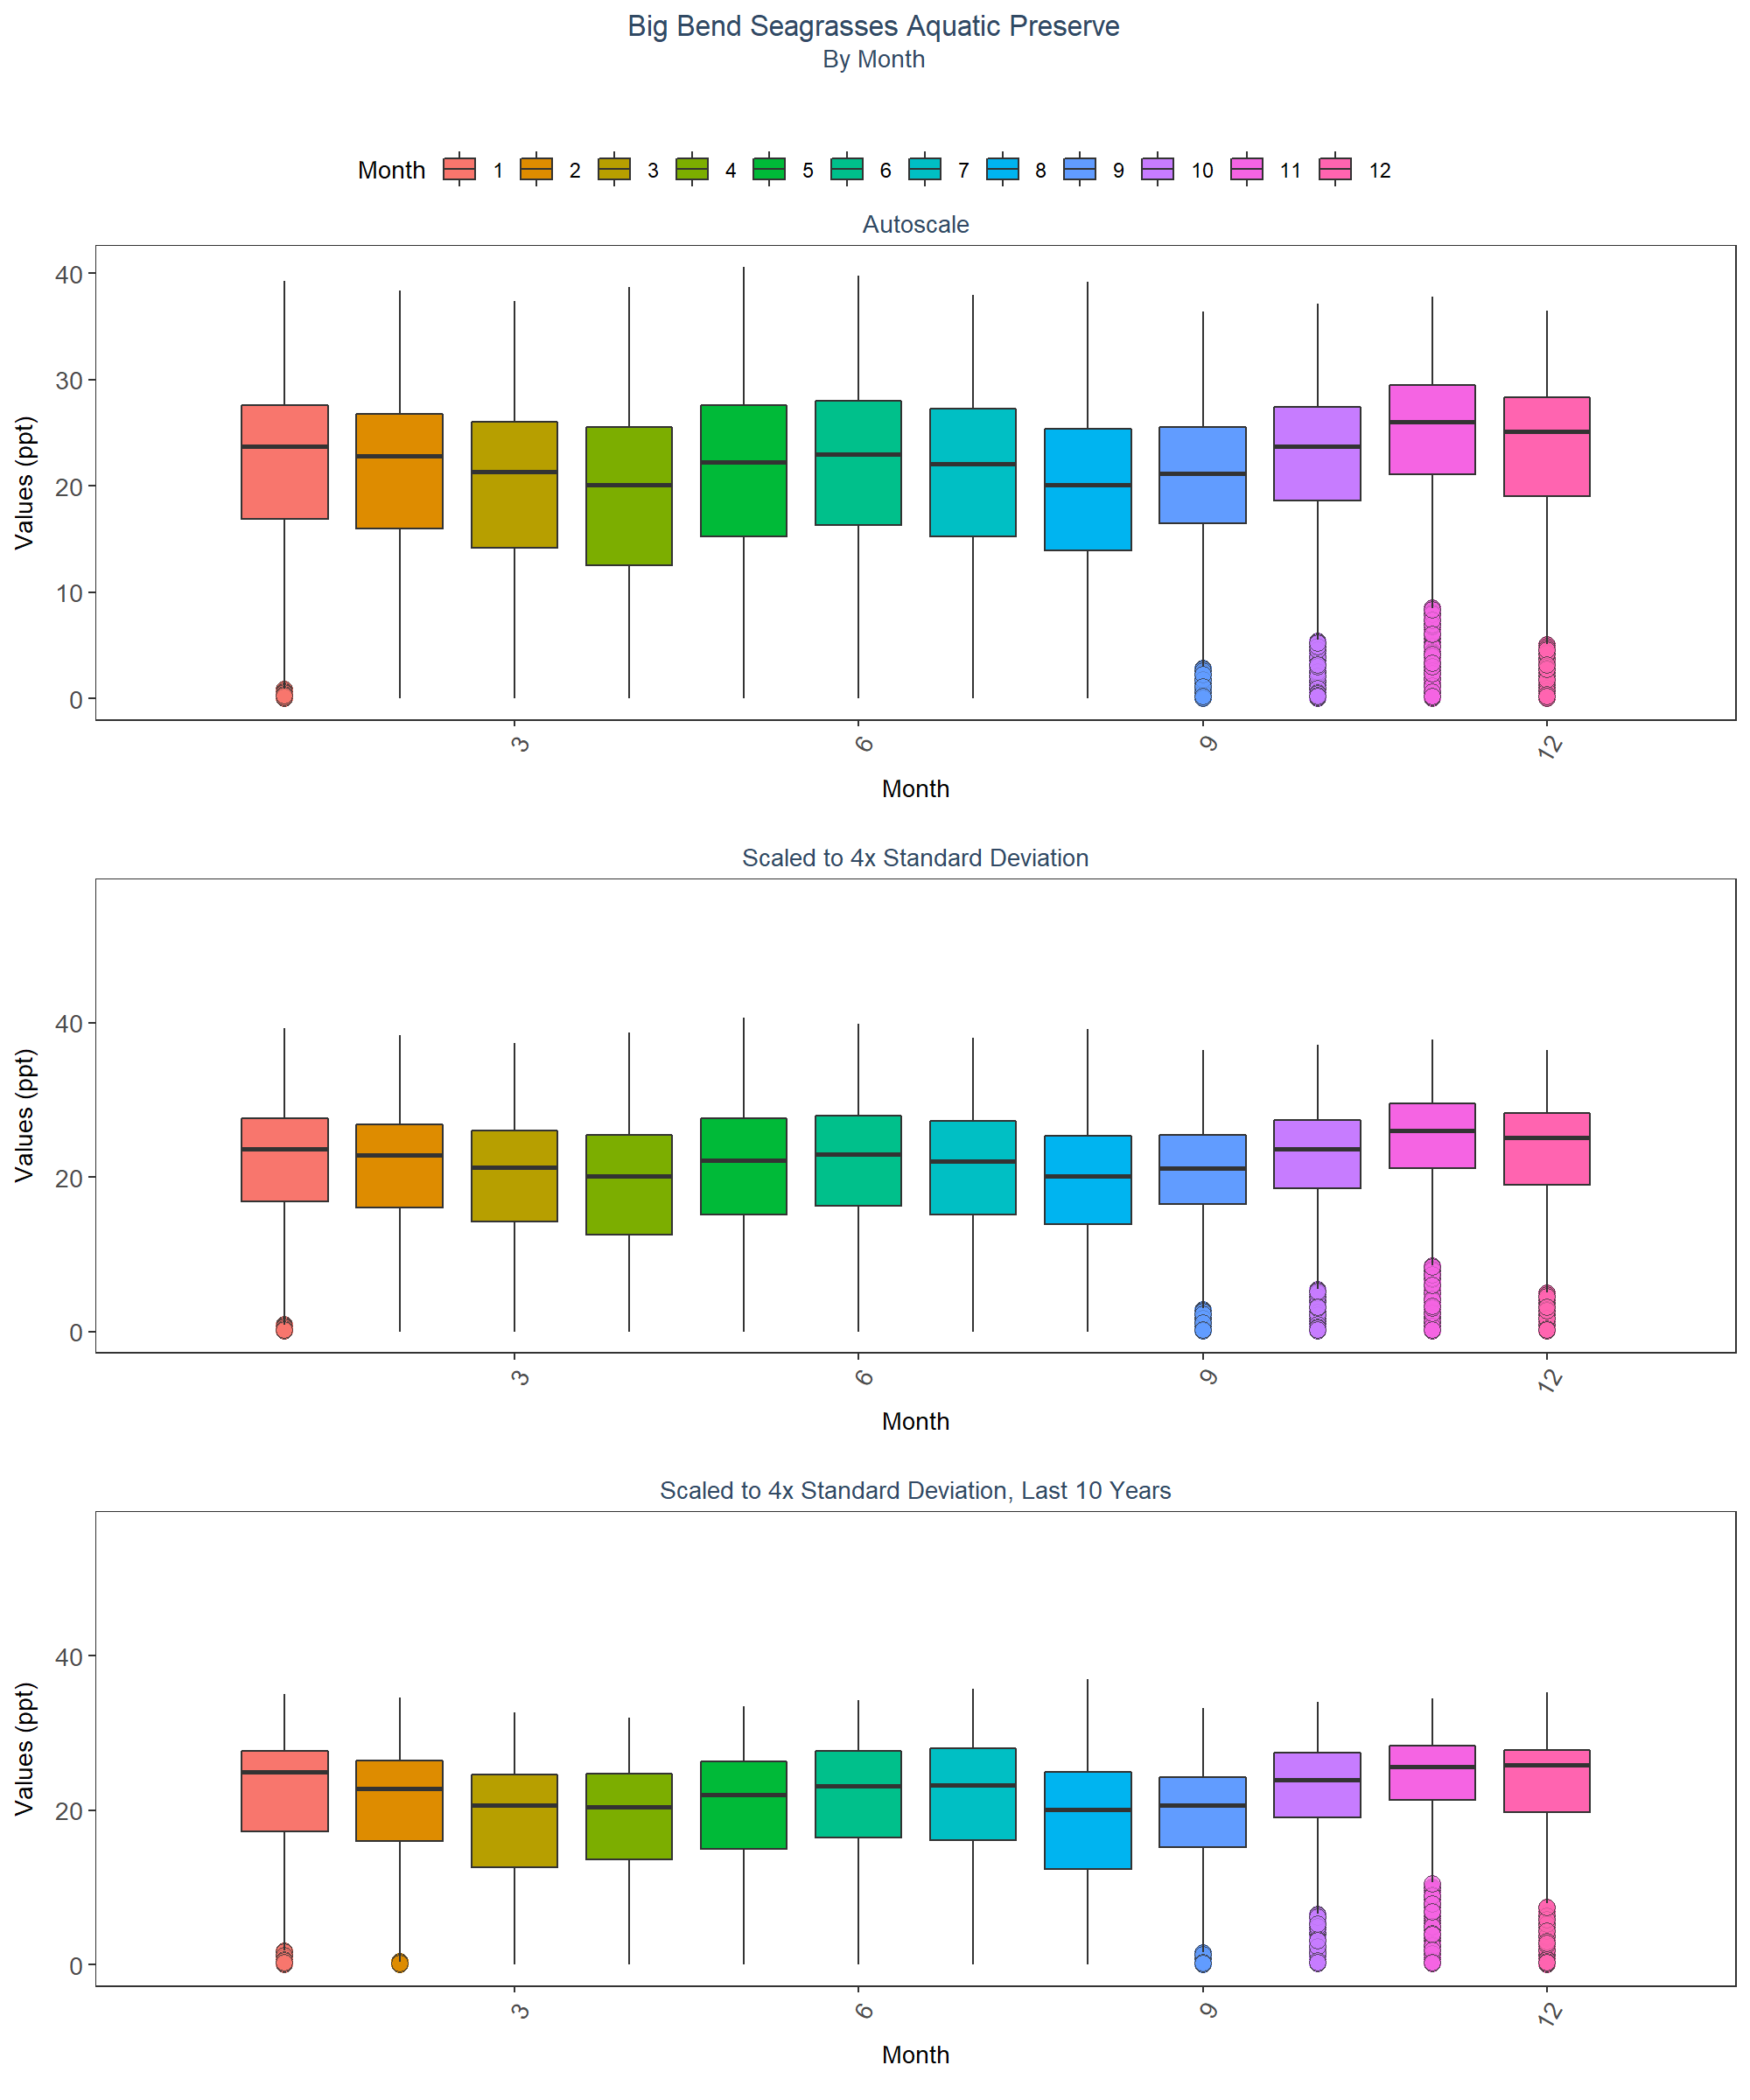 Big Bend Seagrasses Aquatic Preserve
By Month
Month 1 2 3 4 5 6 7 8 9 10 11 12
Autoscale
Values (ppt)
40
30
20
10
0
3 6 9 12
Month
Scaled to 4x Standard Deviation
Values (ppt)
40
20
0
3 6 9 12
Month
Scaled to 4x Standard Deviation, Last 10 Years
Values (ppt)
40
20
0
3 6 9 12
Month